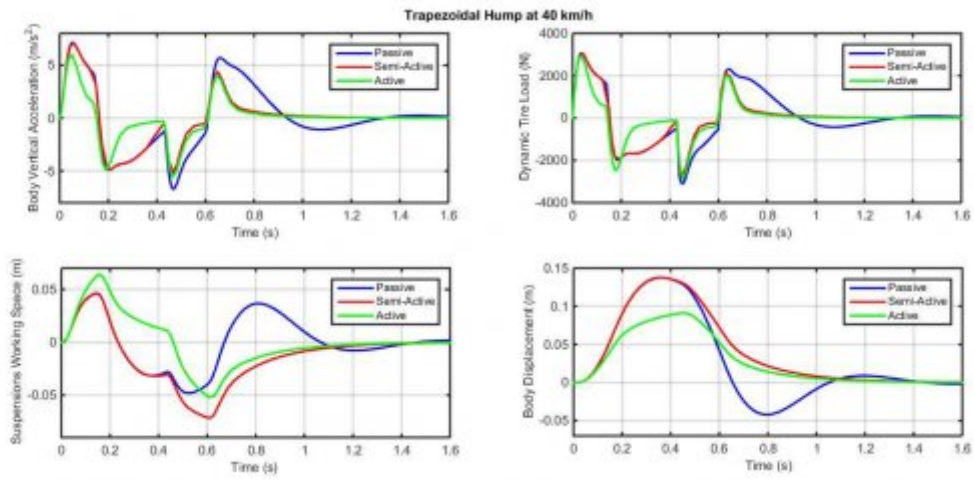 Trapezoidal Hump at 40 km/h
Body Vertical Acceleration (m/s²)
5
0
-5
Passive
Semi-Active
Active
0 0.2 0.4 0.6 0.8 1 1.2 1.4 1.6
Time (s)
Dynamic Tire Load (N)
4000
2000
0
-2000
-4000
Passive
Semi-Active
Active
0 0.2 0.4 0.6 0.8 1 1.2 1.4 1.6
Time (s)
Suspensions Working Space (m)
0.05
0
-0.05
Passive
Semi-Active
Active
0 0.2 0.4 0.6 0.8 1 1.2 1.4 1.6
Time (s)
Body Displacement (m)
0.15
0.1
0.05
0
-0.05
Passive
Semi-Active
Active
0 0.2 0.4 0.6 0.8 1 1.2 1.4 1.6
Time (s)